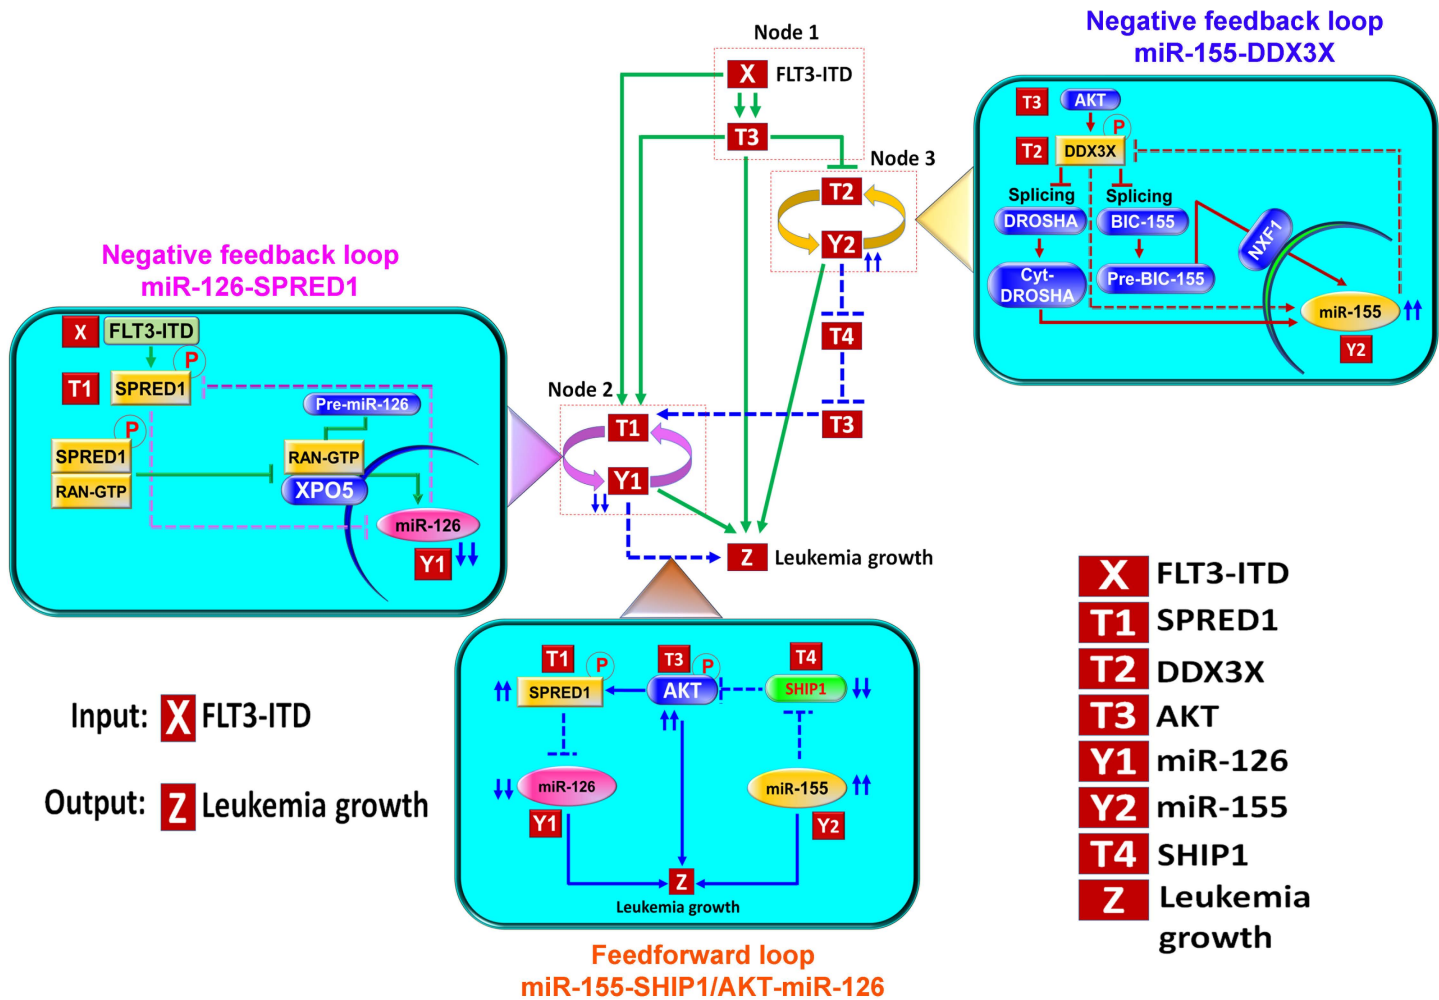 Node 1
X
FLT3-ITD
T3
Node 3
T2
Y2
T4
T3
Node 2
T1
Y1
Z
Leukemia growth
Negative feedback loop
miR-155-DDX3X
T3
AKT
P
T2
DDX3X
Splicing
Splicing
DROSHA
BIC-155
NXF1
Cyt-
DROSHA
Pre-BIC-155
miR-155
Y2
Negative feedback loop
miR-126-SPRED1
X
FLT3-ITD
P
T1
SPRED1
Pre-miR-126
P
SPRED1
RAN-GTP
RAN-GTP
XPO5
miR-126
Y1
T1
T3
T4
P
P
SPRED1
AKT
SHIP1
miR-126
miR-155
Y1
Y2
Z
Leukemia growth
Feedforward loop
miR-155-SHIP1/AKT-miR-126
Input: X FLT3-ITD
Output: Z Leukemia growth
X FLT3-ITD
T1 SPRED1
T2 DDX3X
T3 AKT
Y1 miR-126
Y2 miR-155
T4 SHIP1
Z Leukemia
growth